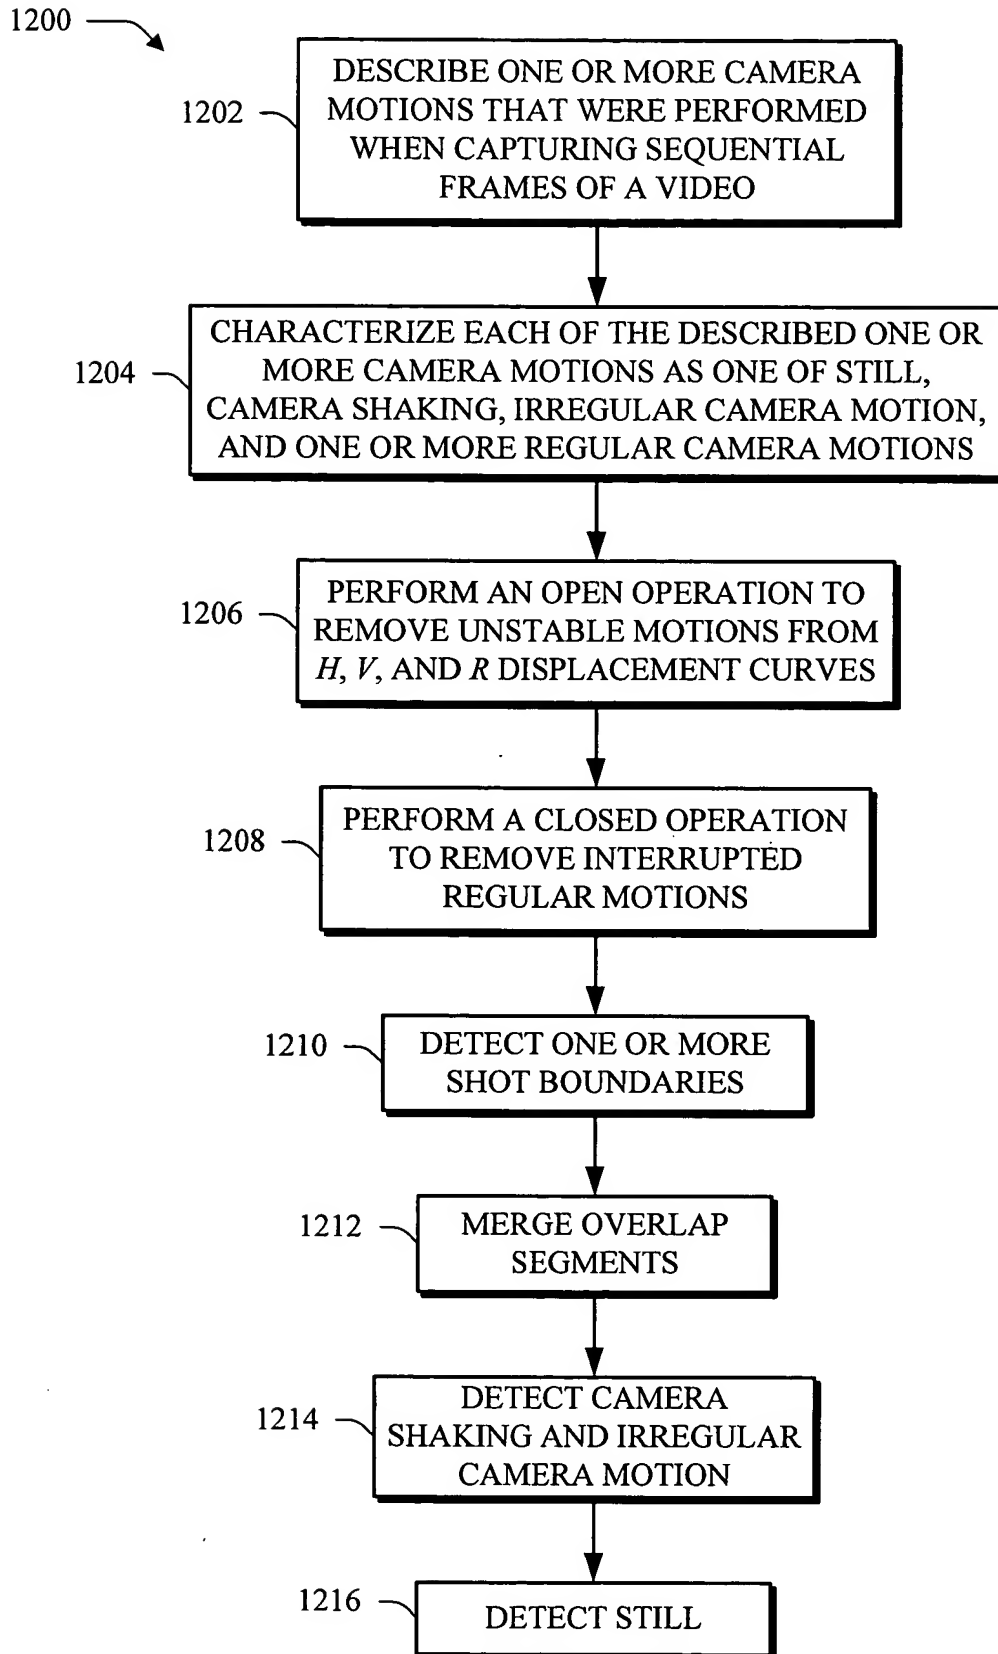 1200
DESCRIBE ONE OR MORE CAMERA
MOTIONS THAT WERE PERFORMED
WHEN CAPTURING SEQUENTIAL
FRAMES OF A VIDEO
1202
CHARACTERIZE EACH OF THE DESCRIBED ONE OR
MORE CAMERA MOTIONS AS ONE OF STILL,
CAMERA SHAKING, IRREGULAR CAMERA MOTION,
AND ONE OR MORE REGULAR CAMERA MOTIONS
1204
PERFORM AN OPEN OPERATION TO
REMOVE UNSTABLE MOTIONS FROM
H, V, AND R DISPLACEMENT CURVES
1206
PERFORM A CLOSED OPERATION
TO REMOVE INTERRUPTED
REGULAR MOTIONS
1208
DETECT ONE OR MORE
SHOT BOUNDARIES
1210
MERGE OVERLAP
SEGMENTS
1212
DETECT CAMERA
SHAKING AND IRREGULAR
CAMERA MOTION
1214
DETECT STILL
1216